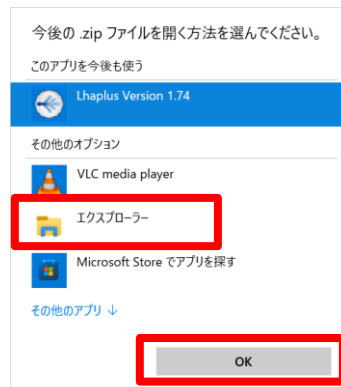 今後の .zip ファイルを開く方法を選んでください。
このアプリを今後も使う
Lhaplus Version 1.74
その他のオプション
VLC media player
エクスプローラー
Microsoft Store でアプリを探す
その他のアプリ ↓
OK